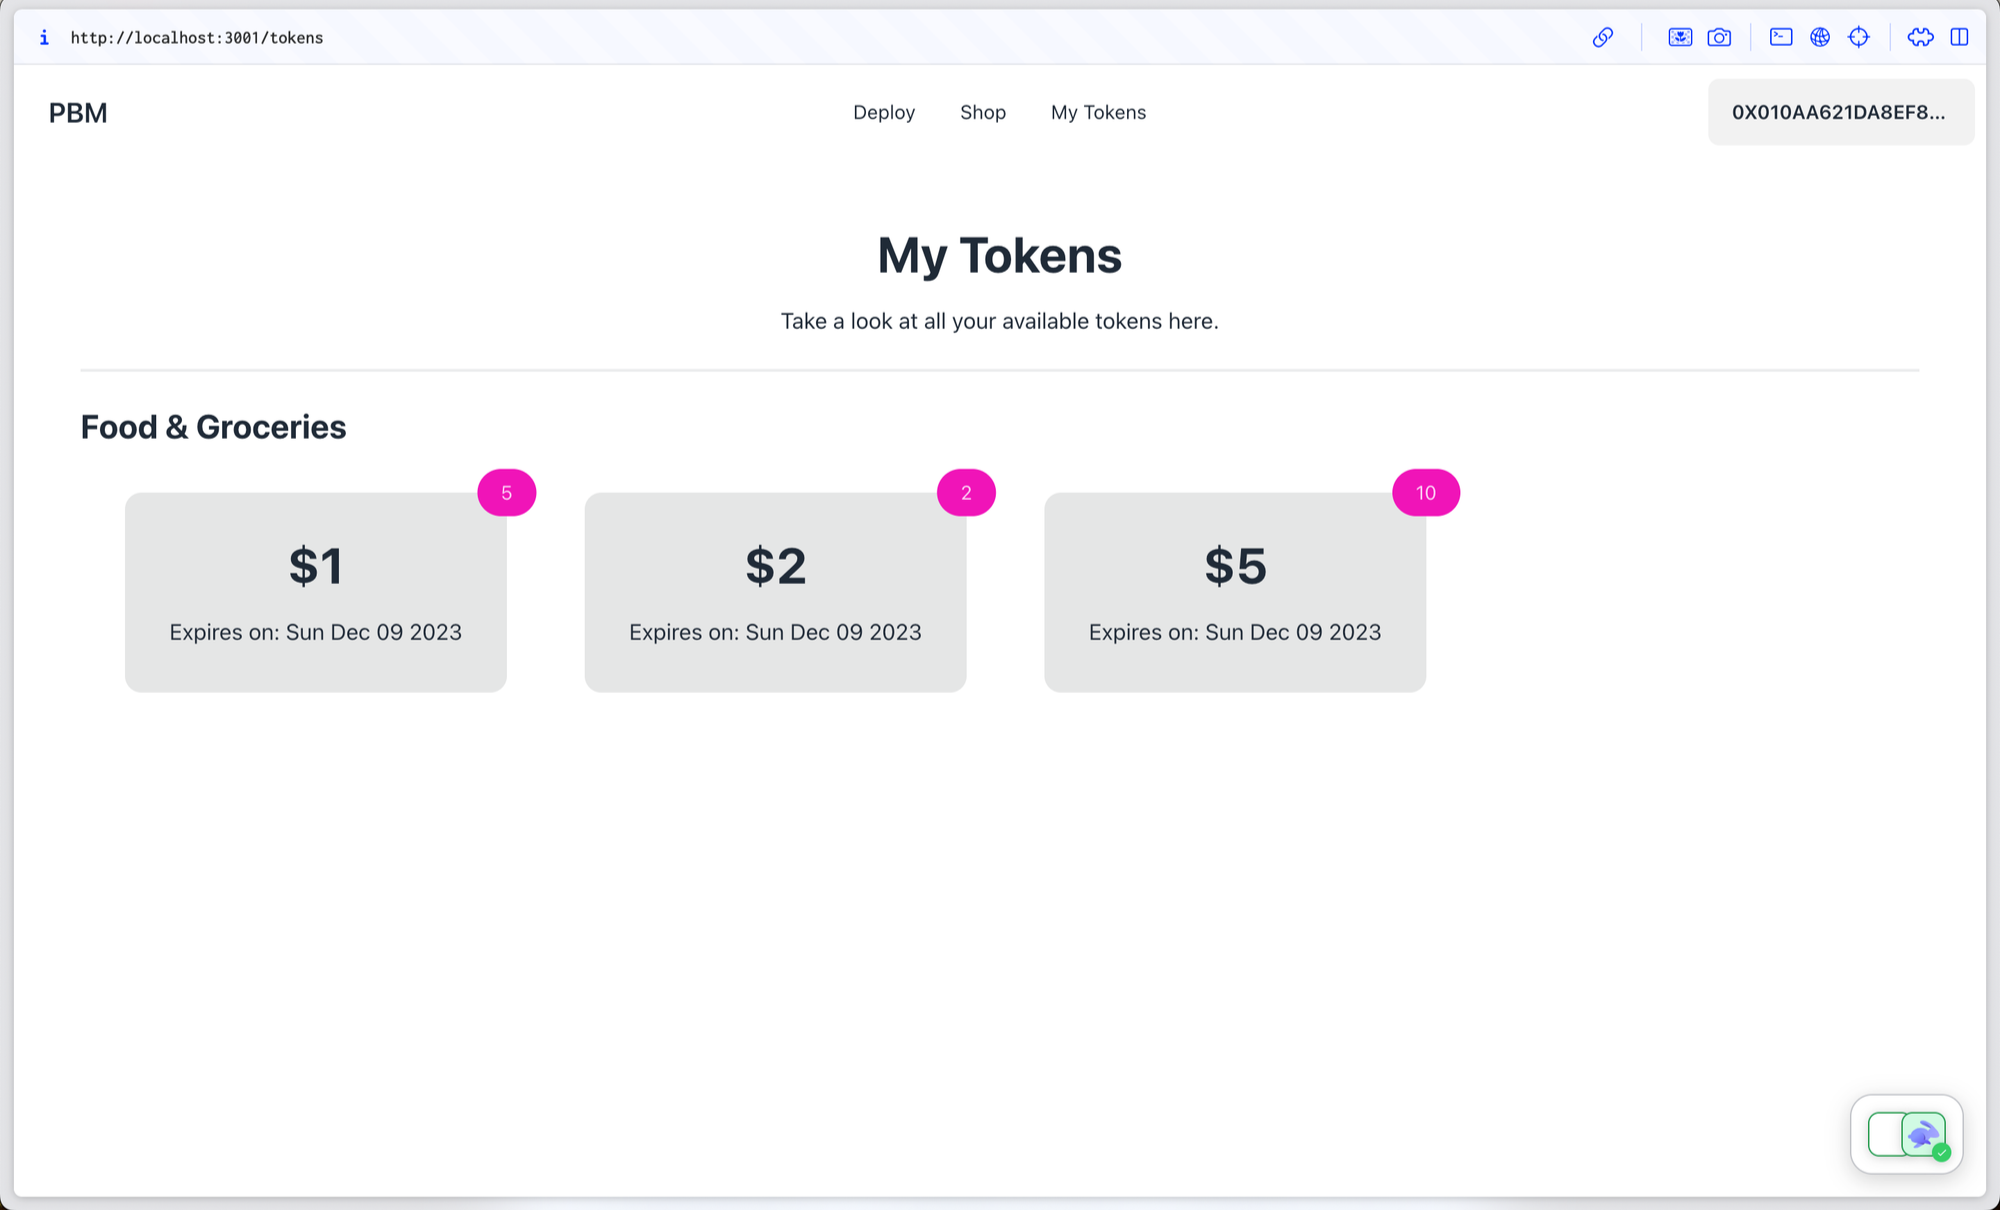 i http://localhost:3001/tokens
PBM
Deploy Shop My Tokens
0X010AA621DA8EF8...
My Tokens
Take a look at all your available tokens here.
Food & Groceries
5
$1
Expires on: Sun Dec 09 2023
2
$2
Expires on: Sun Dec 09 2023
10
$5
Expires on: Sun Dec 09 2023